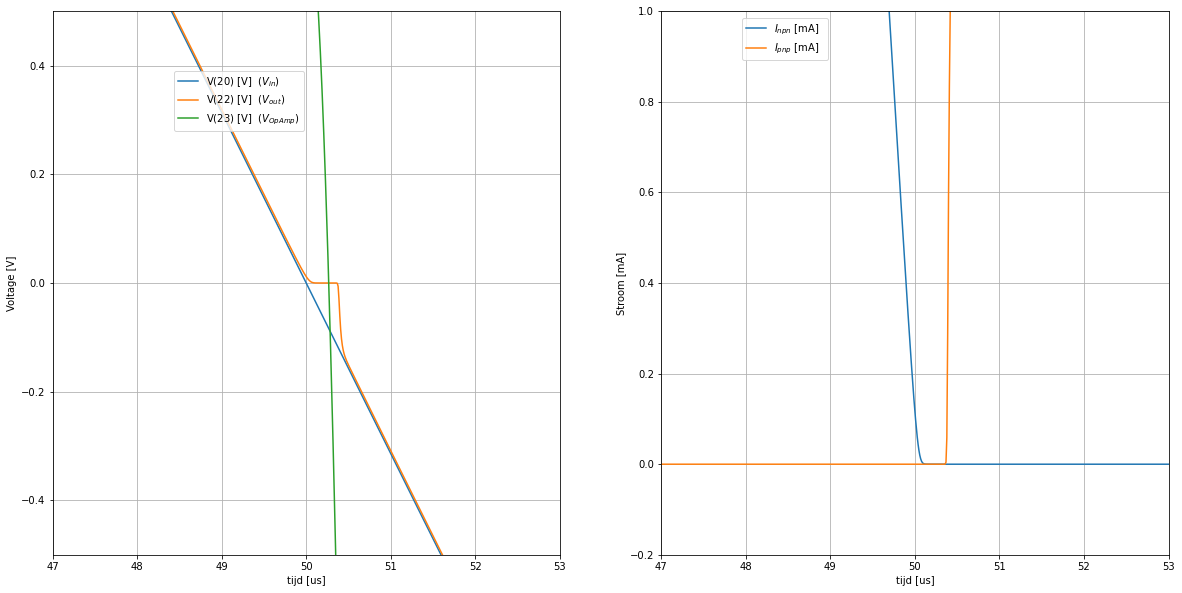 0.4
0.2
0.0
−0.2
−0.4
Voltage [V]
V(20) [V] (V_in)
V(22) [V] (V_out)
V(23) [V] (V_OpAmp)
47 48 49 50 51 52 53
tijd [us]
1.0
0.8
0.6
0.4
0.2
0.0
−0.2
Stroom [mA]
I_npn [mA]
I_pnp [mA]
47 48 49 50 51 52 53
tijd [us]